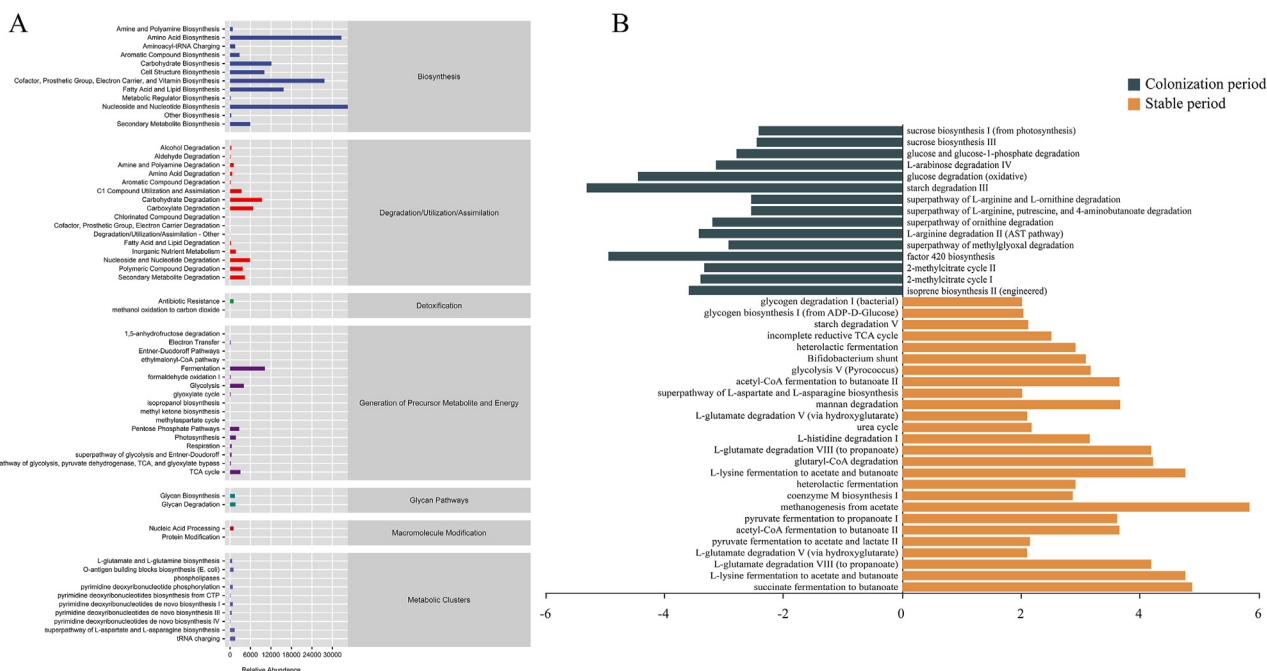 A
Amine and Polyamine Biosynthesis
Amino Acid Biosynthesis
Aminoacyl-tRNA Charging
Aromatic Compound Biosynthesis
Carbohydrate Biosynthesis
Cell Structure Biosynthesis
Cofactor, Prosthetic Group, Electron Carrier, and Vitamin Biosynthesis
Fatty Acid and Lipid Biosynthesis
Metabolic Regulator Biosynthesis
Nucleoside and Nucleotide Biosynthesis
Other Biosynthesis
Secondary Metabolite Biosynthesis
Biosynthesis
Alcohol Degradation
Aldehyde Degradation
Amine and Polyamine Degradation
Amino Acid Degradation
Aromatic Compound Degradation
C1 Compound Utilization and Assimilation
Carbohydrate Degradation
Carboxylate Degradation
Chlorinated Compound Degradation
Cofactor, Prosthetic Group, Electron Carrier Degradation
Degradation/Utilization/Assimilation - Other
Fatty Acid and Lipid Degradation
Inorganic Nutrient Metabolism
Nucleoside and Nucleotide Degradation
Polymeric Compound Degradation
Secondary Metabolite Degradation
Degradation/Utilization/Assimilation
Antibiotic Resistance
methanol oxidation to carbon dioxide
Detoxification
1,5-anhydrofructose degradation
Electron Transfer
Entner-Duodoroff Pathways
ethylmalonyl-CoA pathway
Fermentation
formaldehyde oxidation I
Glycolysis
glyoxylate cycle
isopropanol biosynthesis
methyl ketone biosynthesis
methylaspartate cycle
Pentose Phosphate Pathways
Photosynthesis
Respiration
superpathway of glycolysis and Entner-Doudoroff
athway of glycolysis, pyruvate dehydrogenase, TCA, and glyoxylate bypass
TCA cycle
Generation of Precursor Metabolite and Energy
Glycan Biosynthesis
Glycan Degradation
Glycan Pathways
Nucleic Acid Processing
Protein Modification
Macromolecule Modification
L-glutamate and L-glutamine biosynthesis
O-antigen building blocks biosynthesis (E. coli)
phospholipases
pyrimidine deoxyribonucleotide phosphorylation
pyrimidine deoxyribonucleotides biosynthesis from CTP
pyrimidine deoxyribonucleotides de novo biosynthesis I
pyrimidine deoxyribonucleotides de novo biosynthesis III
pyrimidine deoxyribonucleotides de novo biosynthesis IV
superpathway of L-aspartate and L-asparagine biosynthesis
tRNA charging
Metabolic Clusters
0 6000 12000 18000 24000 30000
Relative Abundance
B
Colonization period
Stable period
sucrose biosynthesis I (from photosynthesis)
sucrose biosynthesis III
glucose and glucose-1-phosphate degradation
L-arabinose degradation IV
glucose degradation (oxidative)
starch degradation III
superpathway of L-arginine and L-ornithine degradation
superpathway of L-arginine, putrescine, and 4-aminobutanoate degradation
superpathway of ornithine degradation
L-arginine degradation II (AST pathway)
superpathway of methylglyoxal degradation
factor 420 biosynthesis
2-methylcitrate cycle II
2-methylcitrate cycle I
isoprene biosynthesis II (engineered)
glycogen degradation I (bacterial)
glycogen biosynthesis I (from ADP-D-Glucose)
starch degradation V
incomplete reductive TCA cycle
heterolactic fermentation
Bifidobacterium shunt
glycolysis V (Pyrococcus)
acetyl-CoA fermentation to butanoate II
superpathway of L-aspartate and L-asparagine biosynthesis
mannan degradation
L-glutamate degradation V (via hydroxyglutarate)
urea cycle
L-histidine degradation I
L-glutamate degradation VIII (to propanoate)
glutaryl-CoA degradation
L-lysine fermentation to acetate and butanoate
heterolactic fermentation
coenzyme M biosynthesis I
methanogenesis from acetate
pyruvate fermentation to propanoate I
acetyl-CoA fermentation to butanoate II
pyruvate fermentation to acetate and lactate II
L-glutamate degradation V (via hydroxyglutarate)
L-glutamate degradation VIII (to propanoate)
L-lysine fermentation to acetate and butanoate
succinate fermentation to butanoate
-6 -4 -2 0 2 4 6